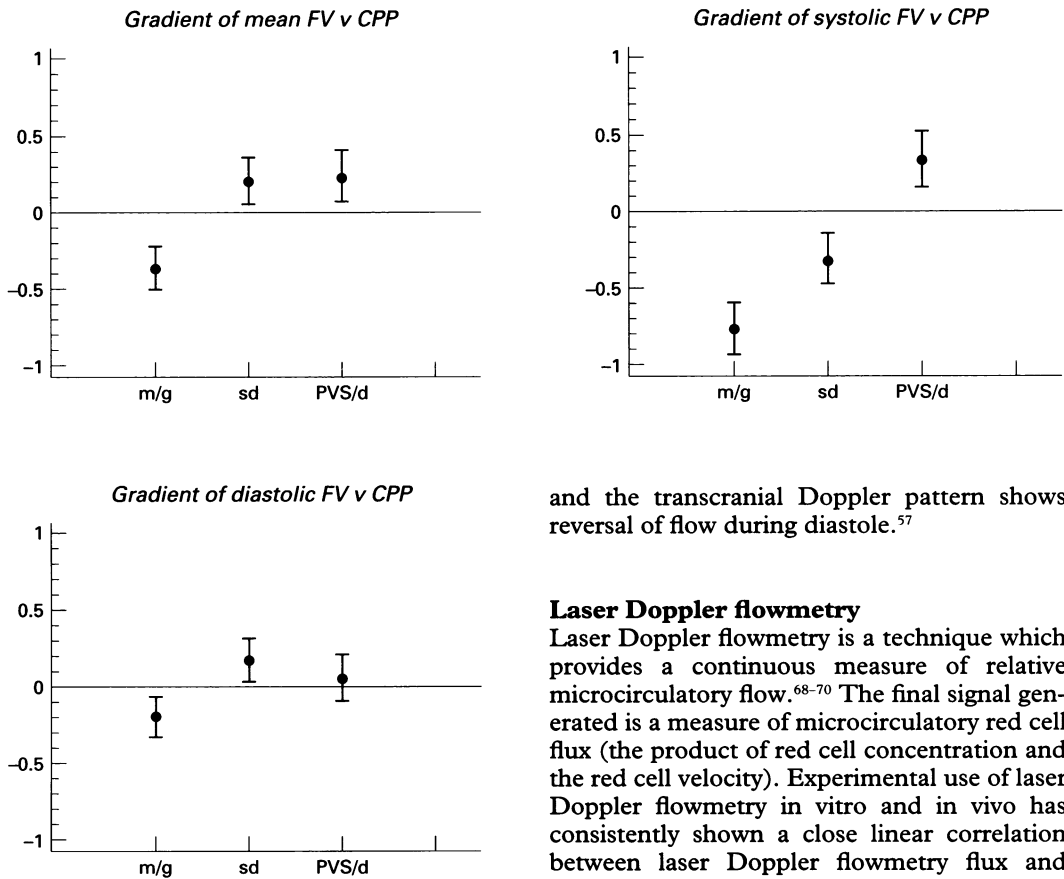 Gradient of mean FV v CPP
1
0.5
0
−0.5
−1
m/g sd PVS/d
Gradient of systolic FV v CPP
1
0.5
0
−0.5
−1
m/g sd PVS/d
Gradient of diastolic FV v CPP
1
0.5
0
−0.5
−1
m/g sd PVS/d
and the transcranial Doppler pattern shows
reversal of flow during diastole.⁵⁷
Laser Doppler flowmetry
Laser Doppler flowmetry is a technique which
provides a continuous measure of relative
microcirculatory flow.⁶⁸⁻⁷⁰ The final signal gen-
erated is a measure of microcirculatory red cell
flux (the product of red cell concentration and
the red cell velocity). Experimental use of laser
Doppler flowmetry in vitro and in vivo has
consistently shown a close linear correlation
between laser Doppler flowmetry flux and